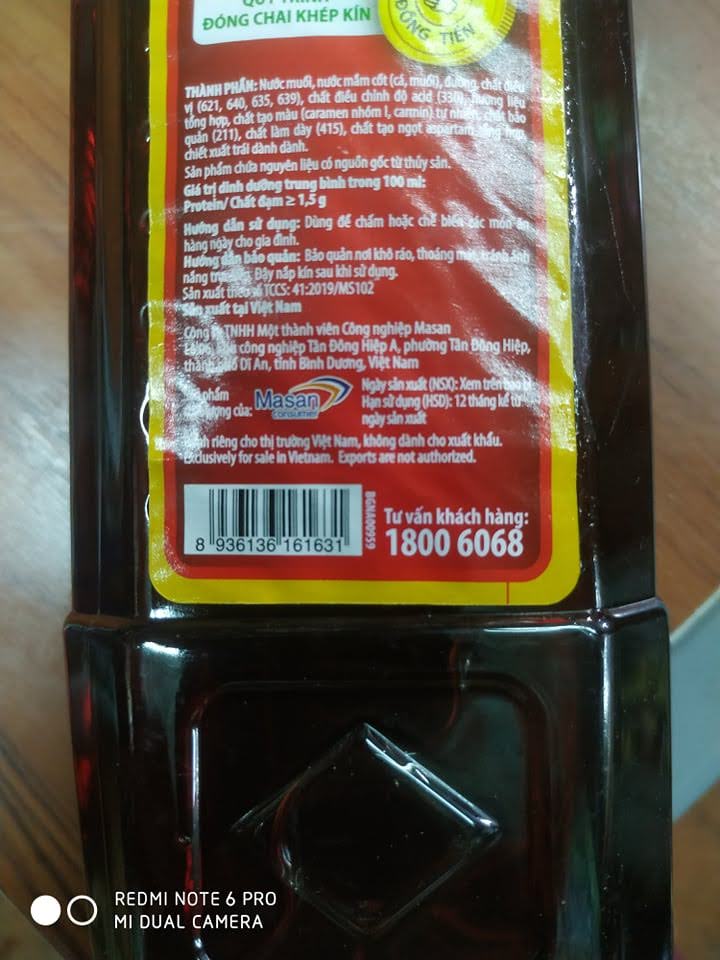 QUY TRÌNH
ĐÓNG CHAI KHÉP KÍN
ĐỒNG TIẾN
THÀNH PHẦN: Nước muối, nước mắm cốt (cá, muối), đường, chất điều
vị (621, 640, 635, 639), chất điều chỉnh độ acid (330), hương liệu
tổng hợp, chất tạo màu (caramen nhóm I, carmin) tự nhiên, chất bảo
quản (211), chất làm dày (415), chất tạo ngọt aspartam tổng hợp,
chiết xuất trái dành dành.
Sản phẩm chứa nguyên liệu có nguồn gốc từ thủy sản.
Giá trị dinh dưỡng trung bình trong 100 ml:
Protein/ Chất đạm ≥ 1,5 g
Hướng dẫn sử dụng: Dùng để chấm hoặc chế biến các món ăn
hàng ngày cho gia đình.
Hướng dẫn bảo quản: Bảo quản nơi khô ráo, thoáng mát, tránh ánh
nắng trực tiếp. Đậy nắp kín sau khi sử dụng.
Sản xuất theo số TCCS: 41:2019/MS102
Sản xuất tại Việt Nam
Công ty TNHH Một thành viên Công nghiệp Masan
Lô 06, Khu công nghiệp Tân Đông Hiệp A, phường Tân Đông Hiệp,
thành phố Dĩ An, tỉnh Bình Dương, Việt Nam
phẩm
lượng của:
Masan
Consumer
Ngày sản xuất (NSX): Xem trên bao bì
Hạn sử dụng (HSD): 12 tháng kể từ
ngày sản xuất
Dành riêng cho thị trường Việt Nam, không dành cho xuất khẩu.
Exclusively for sale in Vietnam. Exports are not authorized.
8 936136 161631
BGNA00959
Tư vấn khách hàng:
1800 6068
REDMI NOTE 6 PRO
MI DUAL CAMERA